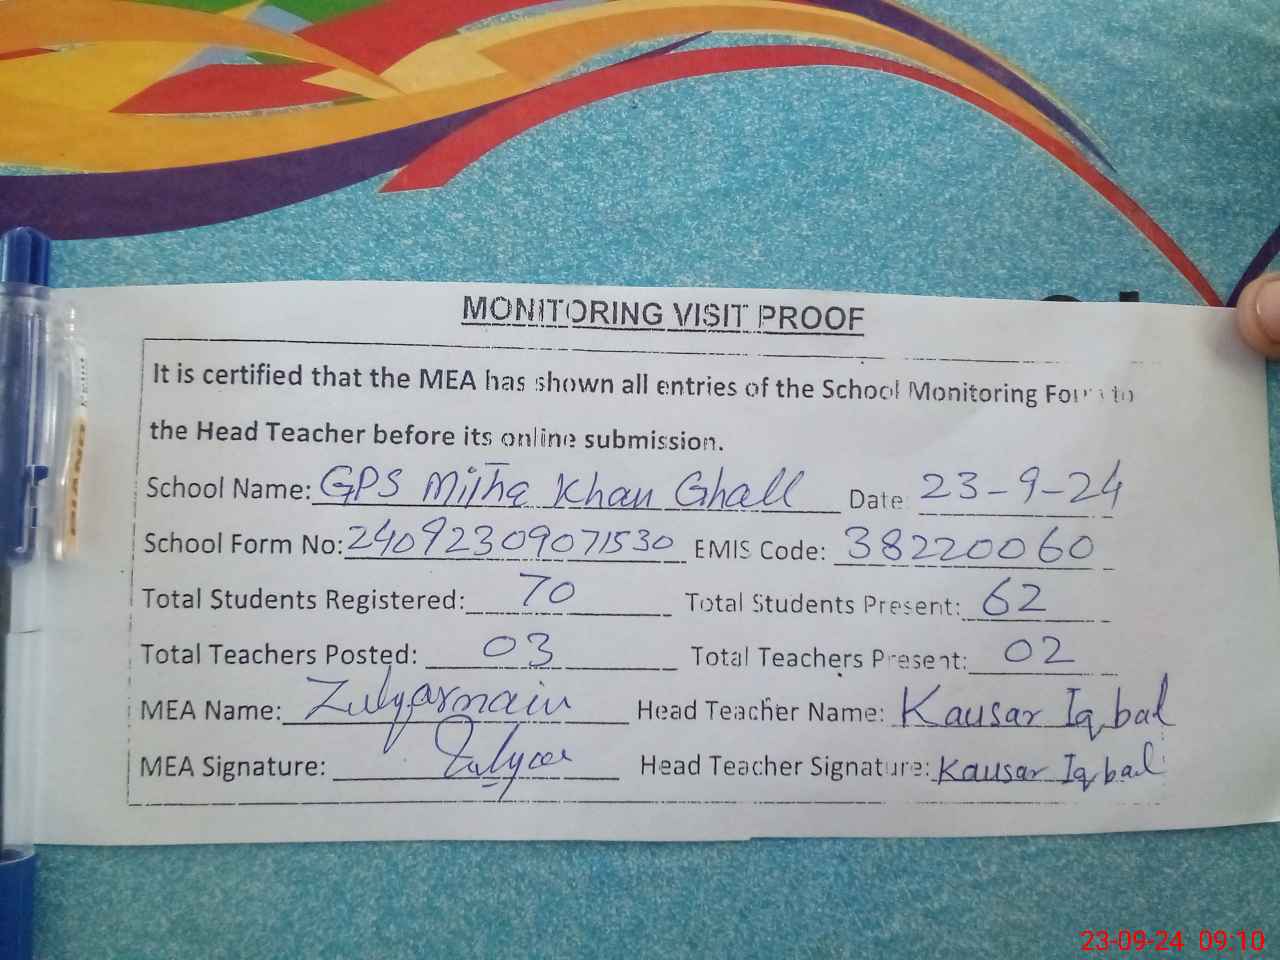 MONITORING VISIT PROOF
It is certified that the MEA has shown all entries of the School Monitoring Form to
the Head Teacher before its online submission.
School Name: GPS Mitha Khan Ghall Date 23-9-24
School Form No: 24092309071530 EMIS Code: 38220060
Total Students Registered: 70 Total Students Present: 62
Total Teachers Posted: 03 Total Teachers Present: 02
MEA Name: Zulqarnain Head Teacher Name: Kausar Iqbal
MEA Signature: Head Teacher Signature: Kausar Iqbal
PIANO
23-09-24 09:10